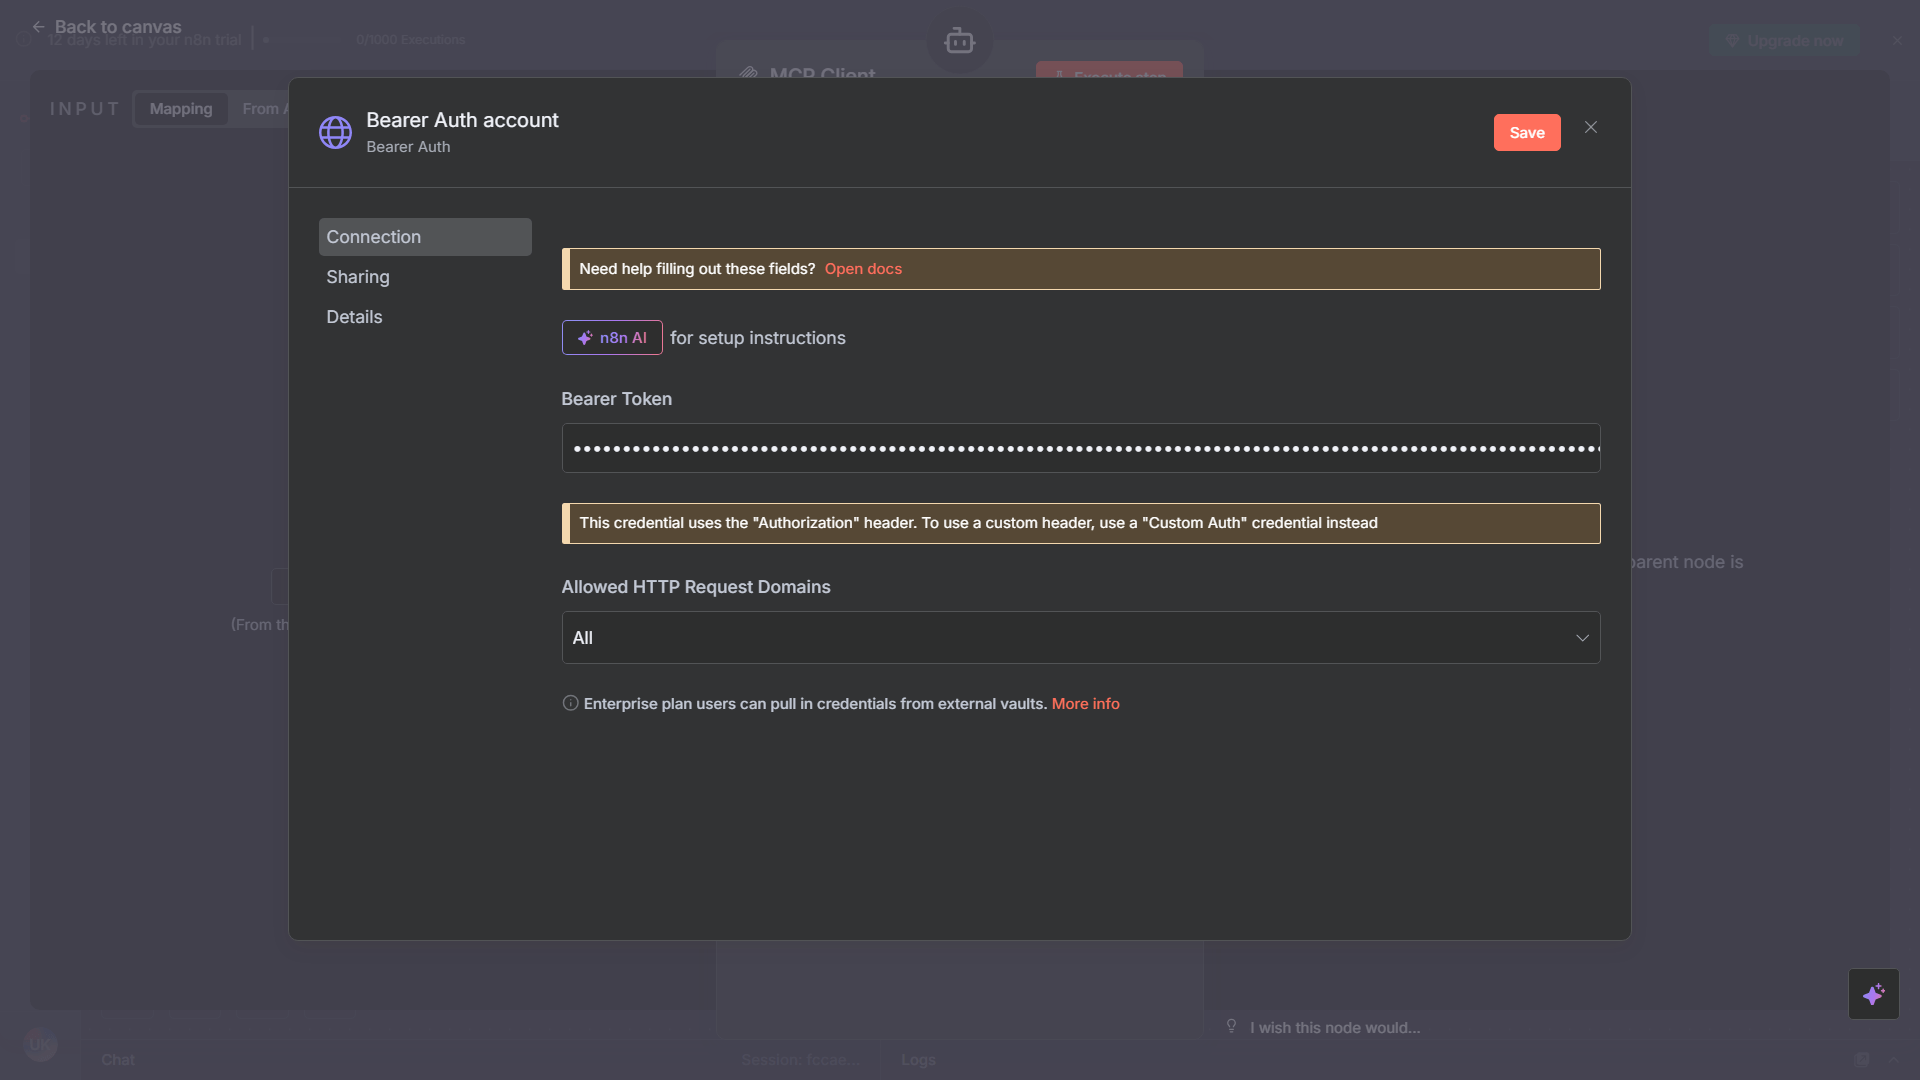 Back to canvas
12 days left in your n8n trial
0/1000 Executions
Upgrade now
MCP Client
Execute step
INPUT
Mapping
From A
Bearer Auth account
Bearer Auth
Save
Connection
Sharing
Details
Need help filling out these fields? Open docs
n8n AI for setup instructions
Bearer Token
••••••••••••••••••••••••••••••••••••••••••••••••••••••••••••••••••••••••••••••••••••••••••••••••••••••••
This credential uses the "Authorization" header. To use a custom header, use a "Custom Auth" credential instead
Allowed HTTP Request Domains
All
Enterprise plan users can pull in credentials from external vaults. More info
parent node is
(From th
I wish this node would...
UK
Chat
Session: fccae...
Logs